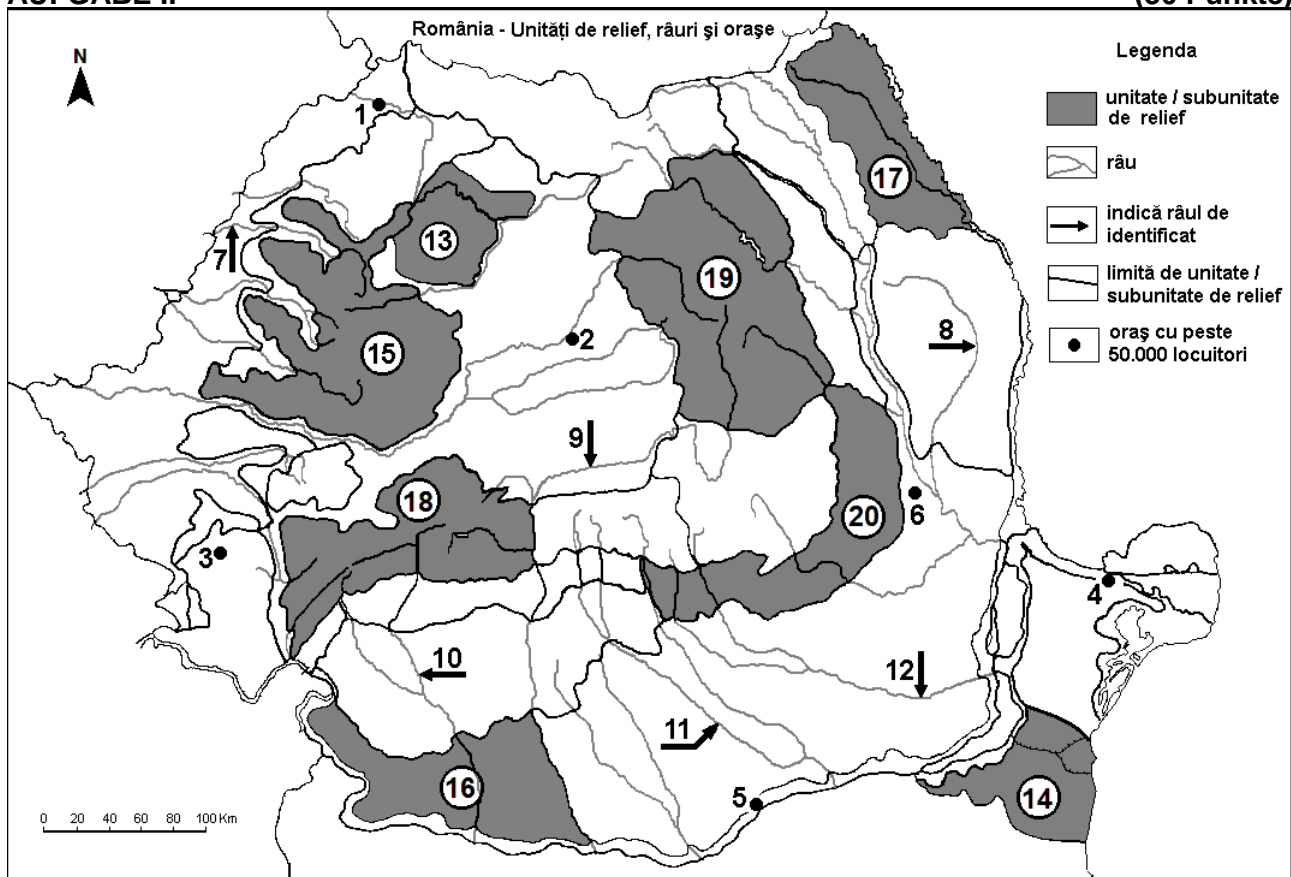 AUFGABE II. (30 Punkte)
România - Unităţi de relief, râuri şi oraşe
N
Legenda
unitate / subunitate
de relief
râu
indică râul de
identificat
limită de unitate /
subunitate de relief
oraş cu peste
50.000 locuitori
1
17
13
7
19
8
2
15
9
18
20
6
3
4
10
12
11
16
5
14
0 20 40 60 80 100 Km